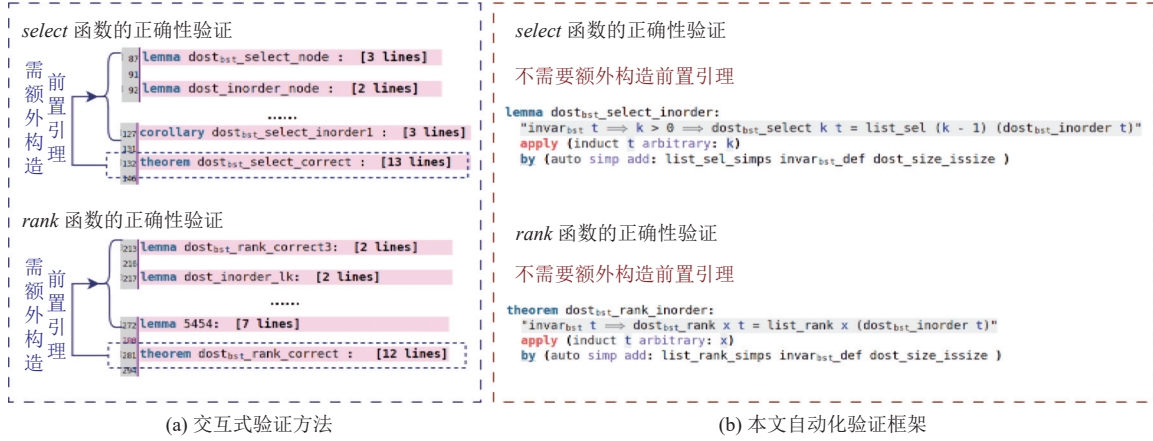 select 函数的正确性验证
需额外构造
前置引理
87 lemma dost_bst_select_node : [3 lines]
91
92 lemma dost_inorder_node : [2 lines]
......
127 corollary dost_bst_select_inorder1 : [3 lines]
131
132 theorem dost_bst_select_correct : [13 lines]
146
rank 函数的正确性验证
需额外构造
前置引理
213 lemma dost_bst_rank_correct3: [2 lines]
216
217 lemma dost_inorder_lk: [2 lines]
......
272 lemma 5454: [7 lines]
281 theorem dost_bst_rank_correct : [12 lines]
294
(a) 交互式验证方法
select 函数的正确性验证
不需要额外构造前置引理
lemma dost_bst_select_inorder:
"invar_bst t ⟹ k > 0 ⟹ dost_bst_select k t = list_sel (k - 1) (dost_bst_inorder t)"
apply (induct t arbitrary: k)
by (auto simp add: list_sel_simps invar_bst_def dost_size_issize )
rank 函数的正确性验证
不需要额外构造前置引理
theorem dost_bst_rank_inorder:
"invar_bst t ⟹ dost_bst_rank x t = list_rank x (dost_bst_inorder t)"
apply (induct t arbitrary: x)
by (auto simp add: list_rank_simps invar_bst_def dost_size_issize )
(b) 本文自动化验证框架